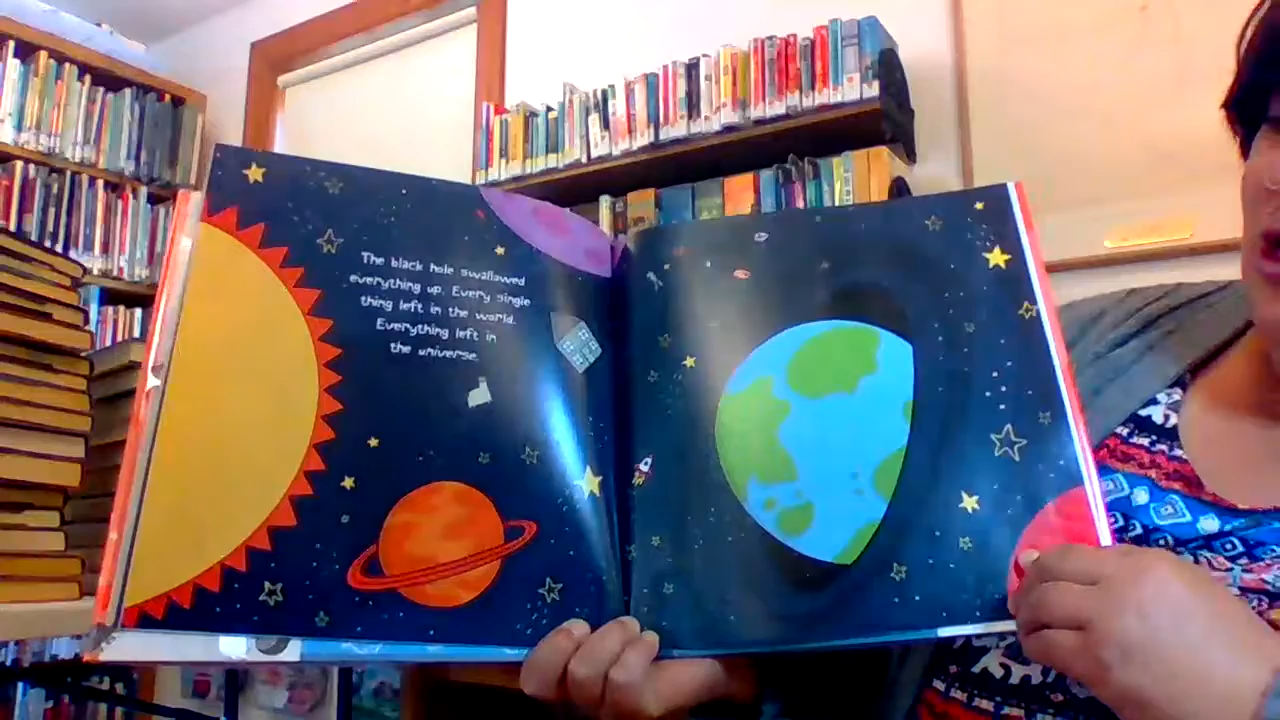 The black hole swallowed
everything up. Every single
thing left in the world.
Everything left in
the universe.